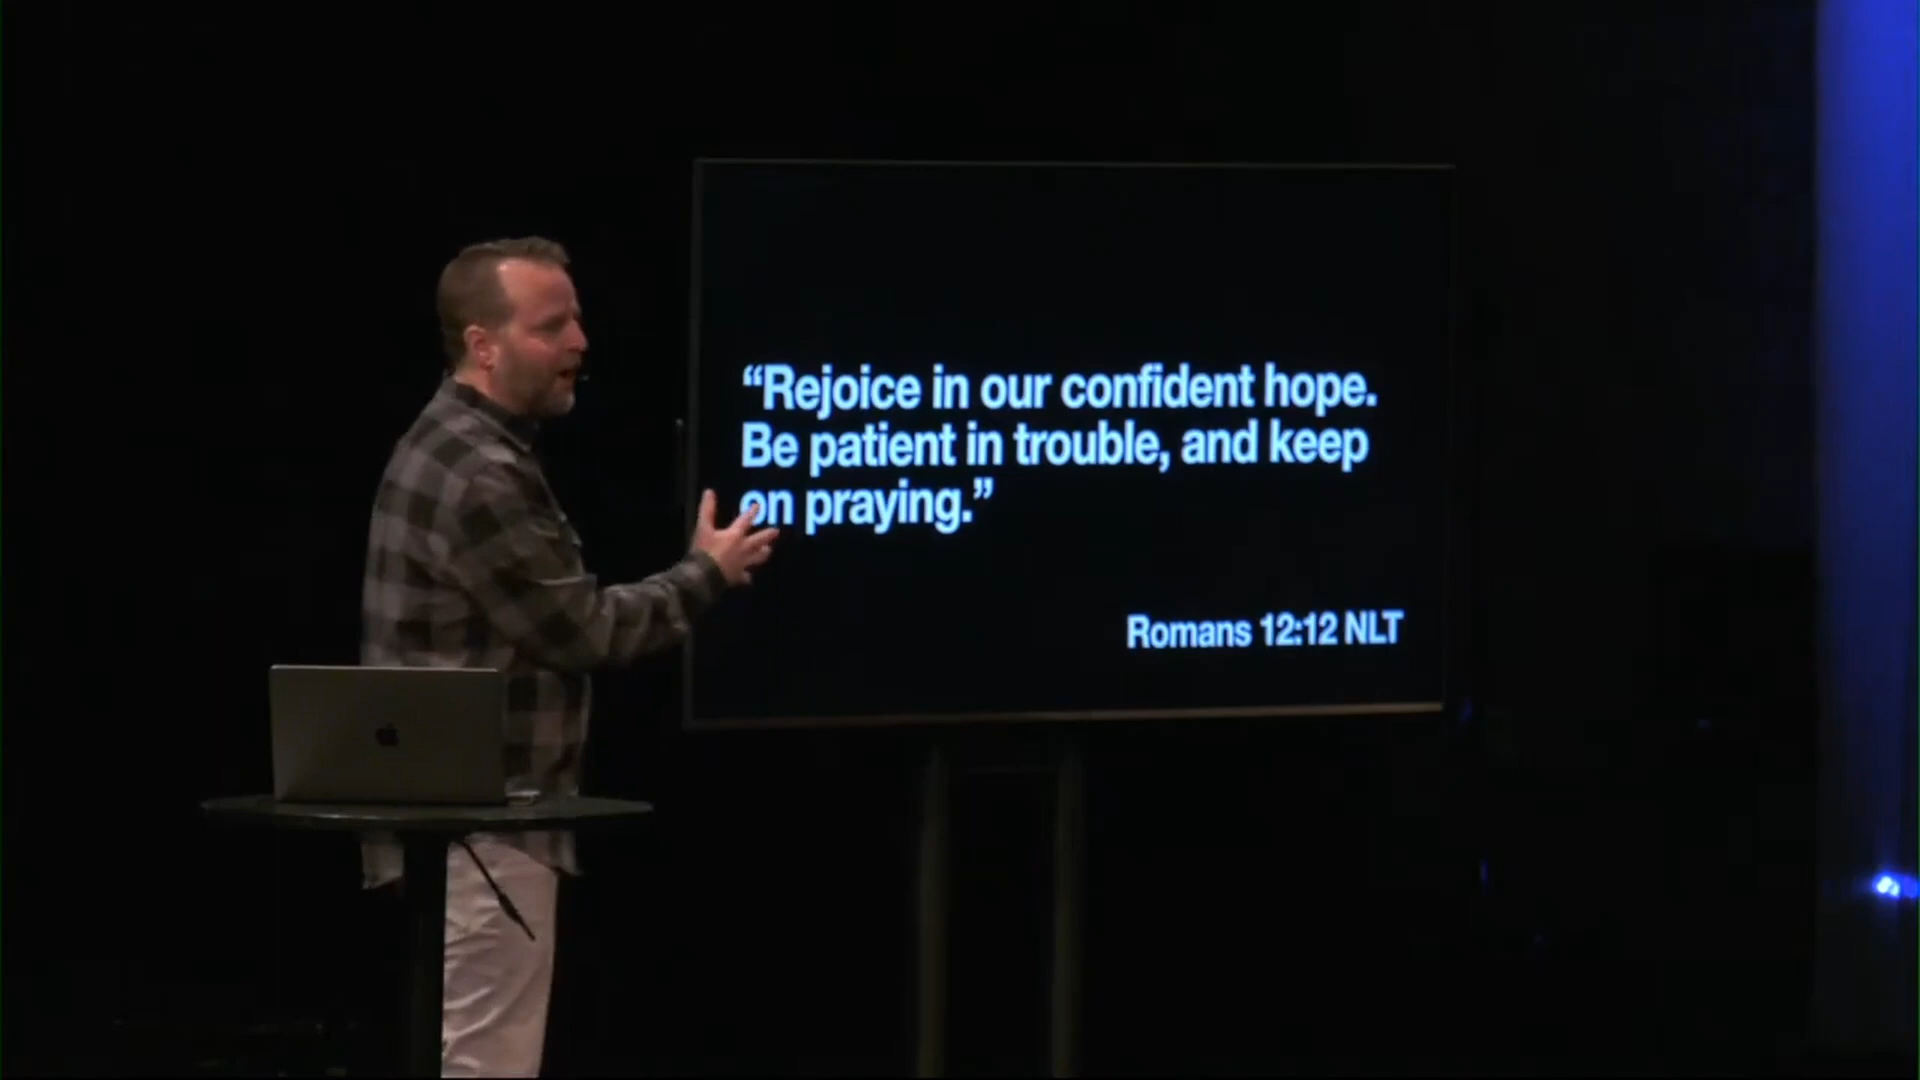 “Rejoice in our confident hope.
Be patient in trouble, and keep
on praying.”
Romans 12:12 NLT